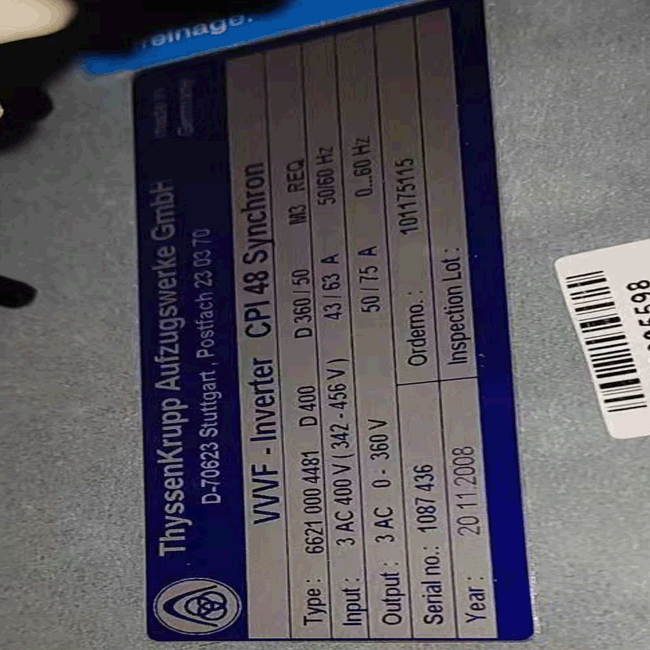 reinage.
made in
Germany
ThyssenKrupp Aufzugswerke GmbH
D-70623 Stuttgart , Postfach 23 03 70
VVVF - Inverter CPI 48 Synchron
Type : 6621 000 4481 D 400 D 360 / 50 M3 REQ
Input : 3 AC 400 V ( 342 - 456 V ) 43 / 63 A 50/60 Hz
Output : 3 AC 0 - 360 V 50 / 75 A 0...60 Hz
Serial no.: 1087 436 Orderno.: 101175115
Year : 20 11 2008 Inspection Lot :